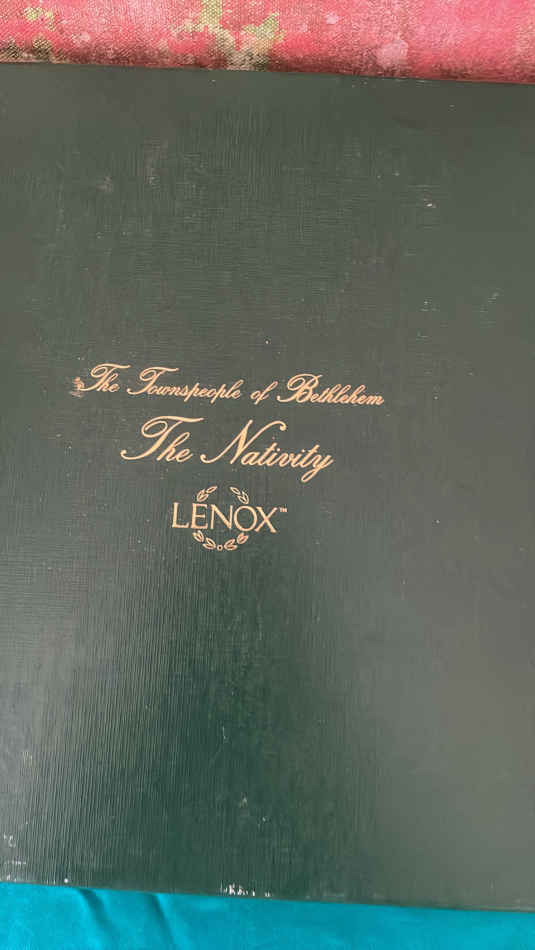 The Townspeople of Bethlehem
The Nativity
LENOX™